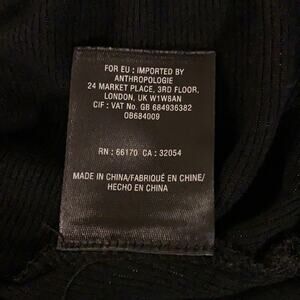 FOR EU : IMPORTED BY
ANTHROPOLOGIE
24 MARKET PLACE, 3RD FLOOR,
LONDON, UK W1W8AN
CIF : VAT No. GB 684936382
OB684009
RN : 66170 CA : 32054
MADE IN CHINA/FABRIQUÉ EN CHINE/
HECHO EN CHINA